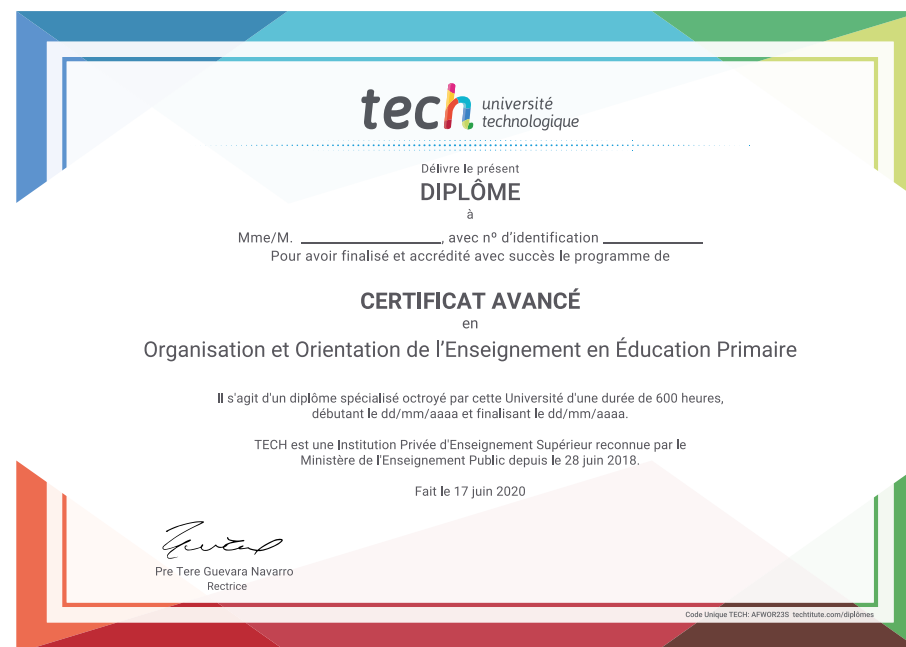 tech université
technologique
Délivre le présent
DIPLÔME
à
Mme/M. ____________________, avec nº d'identification ______________
Pour avoir finalisé et accrédité avec succès le programme de
CERTIFICAT AVANCÉ
en
Organisation et Orientation de l'Enseignement en Éducation Primaire
Il s'agit d'un diplôme spécialisé octroyé par cette Université d'une durée de 600 heures,
débutant le dd/mm/aaaa et finalisant le dd/mm/aaaa.
TECH est une Institution Privée d'Enseignement Supérieur reconnue par le
Ministère de l'Enseignement Public depuis le 28 juin 2018.
Fait le 17 juin 2020
Pre Tere Guevara Navarro
Rectrice
Code Unique TECH: AFWOR23S techtitute.com/diplômes